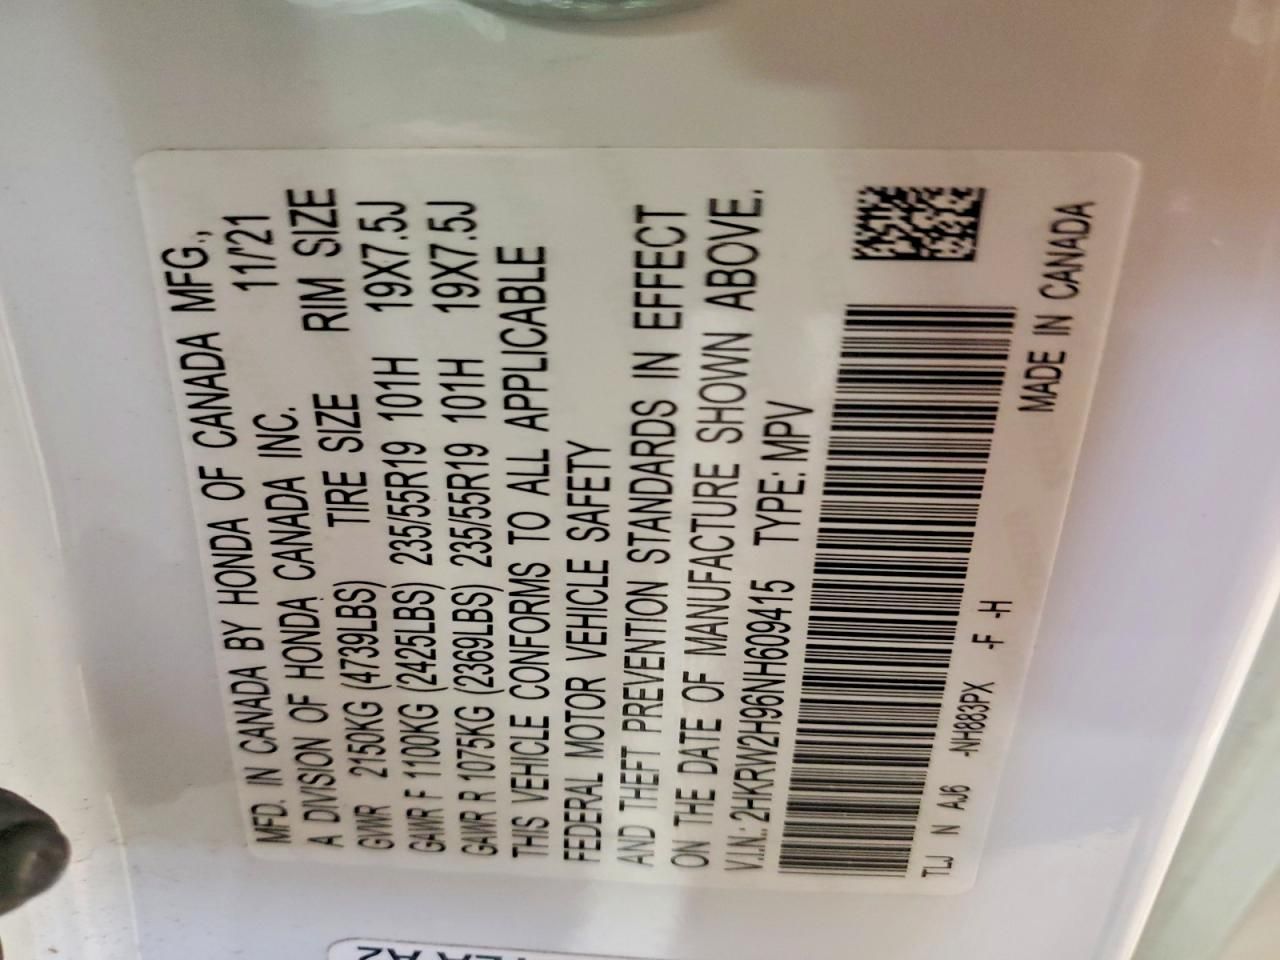 MFD. IN CANADA BY HONDA OF CANADA MFG.,
A DIVISION OF HONDA CANADA INC. 11/21
GVWR 2150KG (4739LBS) TIRE SIZE RIM SIZE
GAWR F 1100KG (2425LBS) 235/55R19 101H 19X7.5J
GAWR R 1075KG (2369LBS) 235/55R19 101H 19X7.5J
THIS VEHICLE CONFORMS TO ALL APPLICABLE
FEDERAL MOTOR VEHICLE SAFETY
AND THEFT PREVENTION STANDARDS IN EFFECT
ON THE DATE OF MANUFACTURE SHOWN ABOVE.
V.I.N.: 2HKRW2H96NH609415 TYPE: MPV
TLJ N AJ6 -NH883PX -F -H
MADE IN CANADA